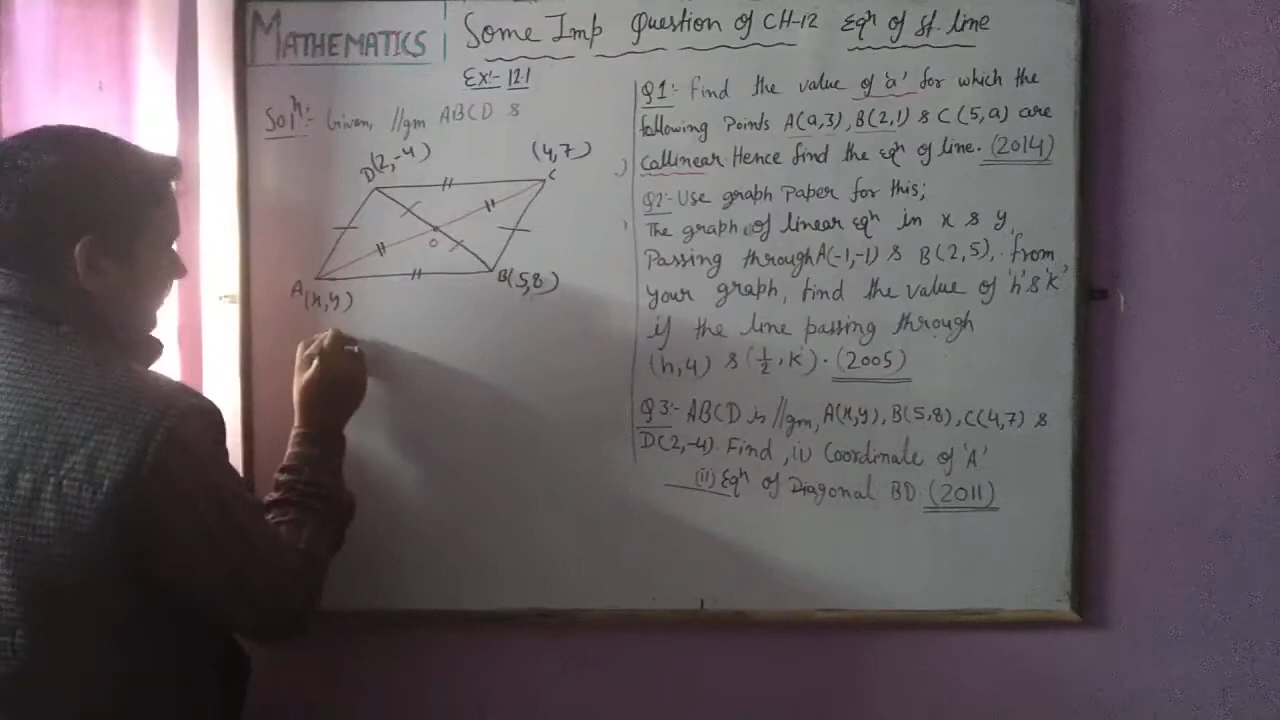 MATHEMATICS
Some Imp Question of CH-12 Eqn of st. line
Ex:- 12.1
Soln:- Given, //gm ABCD &
D(2,-4)
(4,7)
C
O
B(5,8)
A(x,y)
Q1:- Find the value of 'a' for which the
following Points A(a,3), B(2,1) & C(5,a) are
Callinear. Hence find the eqn of line. (2014)
Q2:- Use graph Paper for this;
The graph of linear eqn in x & y,
Passing through A(-1,-1) & B(2,5), from
your graph, find the value of 'h' & 'k'
if the line passing through
(h,4) & (1/2, k). (2005)
Q3:- ABCD is //gm, A(x,y), B(5,8), C(4,7) &
D(2,-4). Find, (i) Coordinate of 'A'
(ii) Eqn of Diagonal BD (2011)